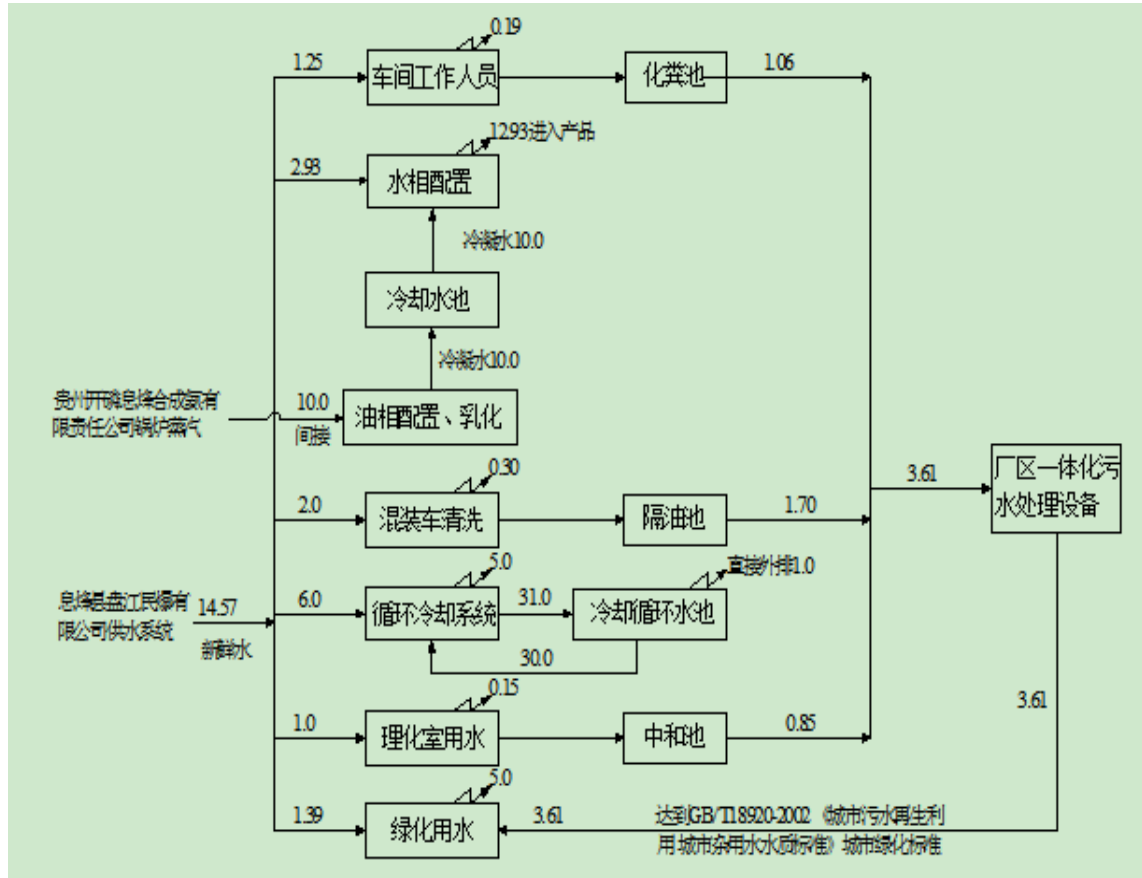 0.19
1.25
车间工作人员
化粪池
1.06
12.93进入产品
2.93
水相配置
冷凝水10.0
冷却水池
冷凝水10.0
贵州开磷息烽合成氨有
限责任公司锅炉蒸汽
10.0
间接
油相配置、乳化
0.30
2.0
混装车清洗
隔油池
1.70
3.61
厂区一体化污
水处理设备
5.0
直接外排1.0
息烽县盘江民爆有
限公司供水系统
14.57
新鲜水
6.0
循环冷却系统
31.0
冷却循环水池
30.0
0.15
1.0
理化室用水
中和池
0.85
3.61
5.0
1.39
绿化用水
3.61
达到GB/T18920-2002《城市污水再生利
用 城市杂用水水质标准》城市绿化标准